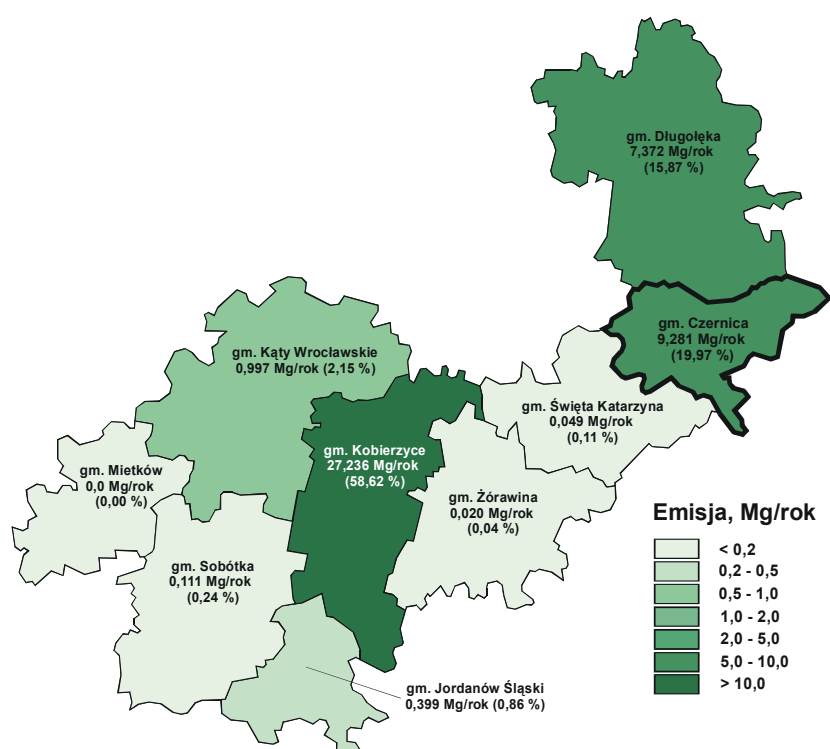 gm. Długołęka
7,372 Mg/rok
(15,87 %)
gm. Czernica
9,281 Mg/rok
(19,97 %)
gm. Kąty Wrocławskie
0,997 Mg/rok (2,15 %)
gm. Święta Katarzyna
0,049 Mg/rok
(0,11 %)
gm. Kobierzyce
27,236 Mg/rok
(58,62 %)
gm. Mietków
0,0 Mg/rok
(0,00 %)
gm. Żórawina
0,020 Mg/rok
(0,04 %)
gm. Sobótka
0,111 Mg/rok
(0,24 %)
gm. Jordanów Śląski
0,399 Mg/rok (0,86 %)
Emisja, Mg/rok
< 0,2
0,2 - 0,5
0,5 - 1,0
1,0 - 2,0
2,0 - 5,0
5,0 - 10,0
> 10,0